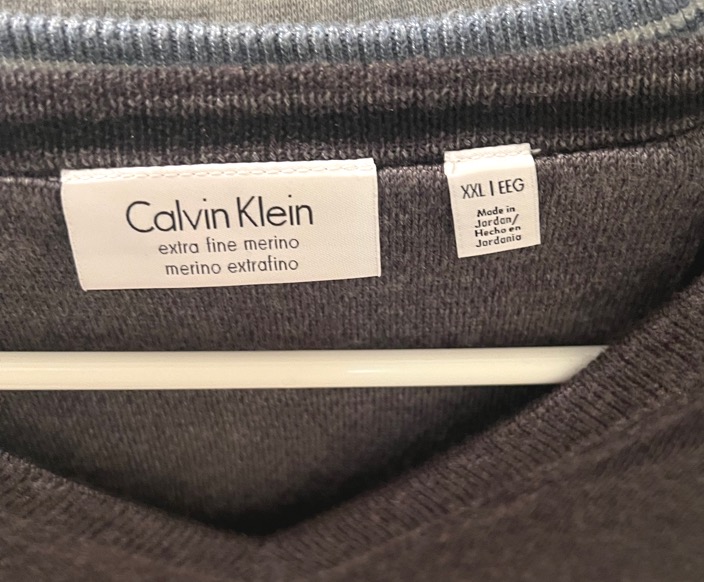 Calvin Klein
extra fine merino
merino extrafino
XXL | EEG
Made in
Jordan/
Hecho en
Jordania